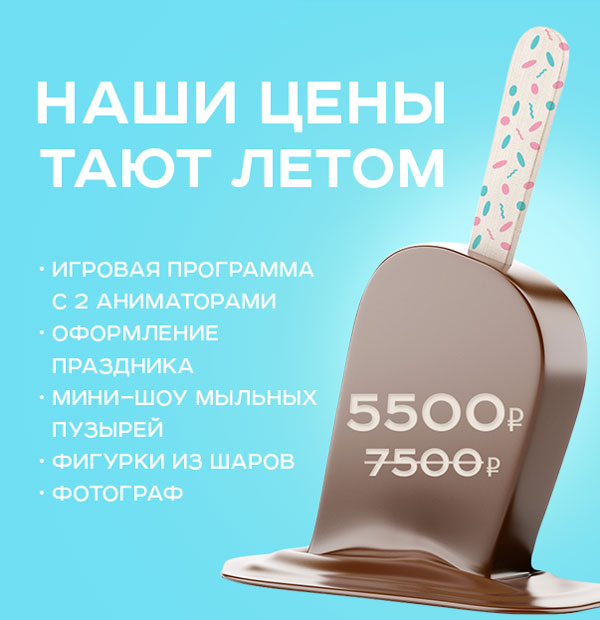 НАШИ ЦЕНЫ
ТАЮТ ЛЕТОМ
• ИГРОВАЯ ПРОГРАММА
С 2 АНИМАТОРАМИ
• ОФОРМЛЕНИЕ
ПРАЗДНИКА
• МИНИ-ШОУ МЫЛЬНЫХ
ПУЗЫРЕЙ
• ФИГУРКИ ИЗ ШАРОВ
• ФОТОГРАФ
5500₽
7500₽